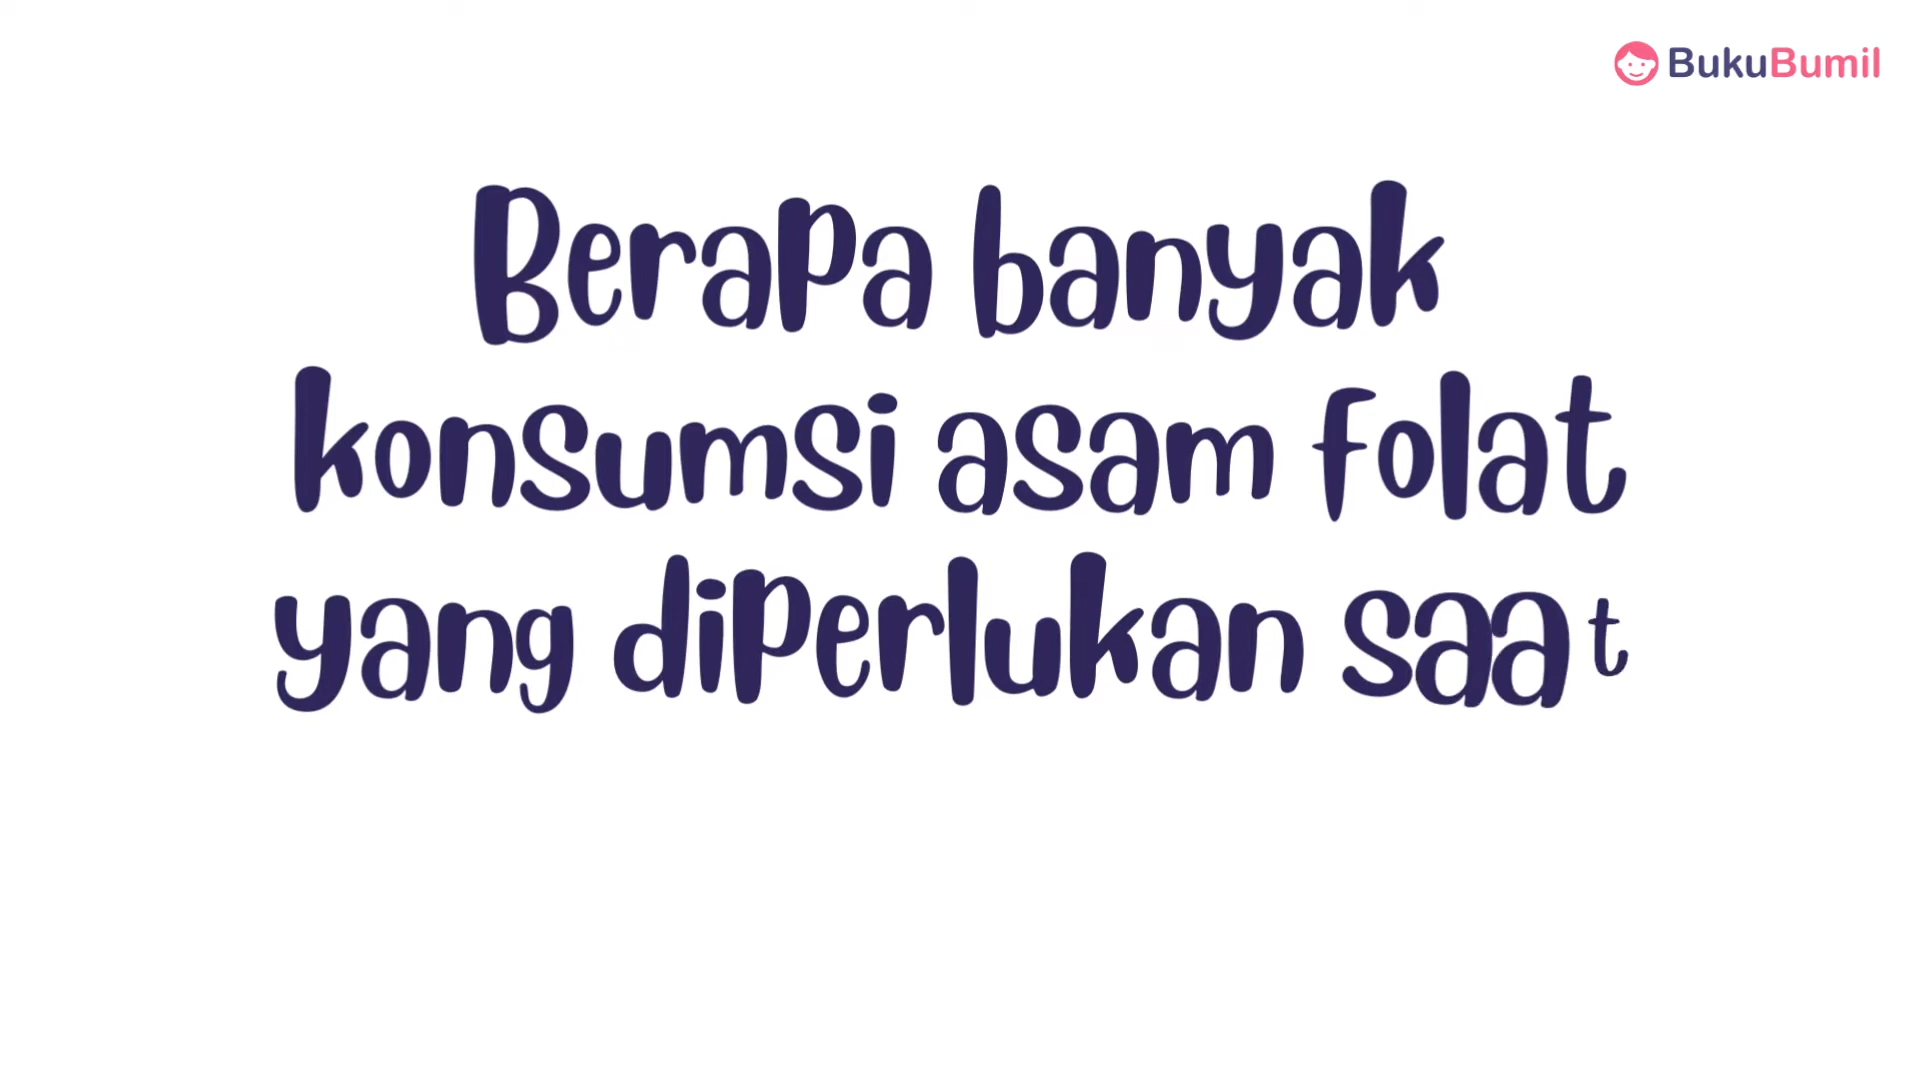 BukuBumil
Berapa banyak
konsumsi asam folat
yang diperlukan saat